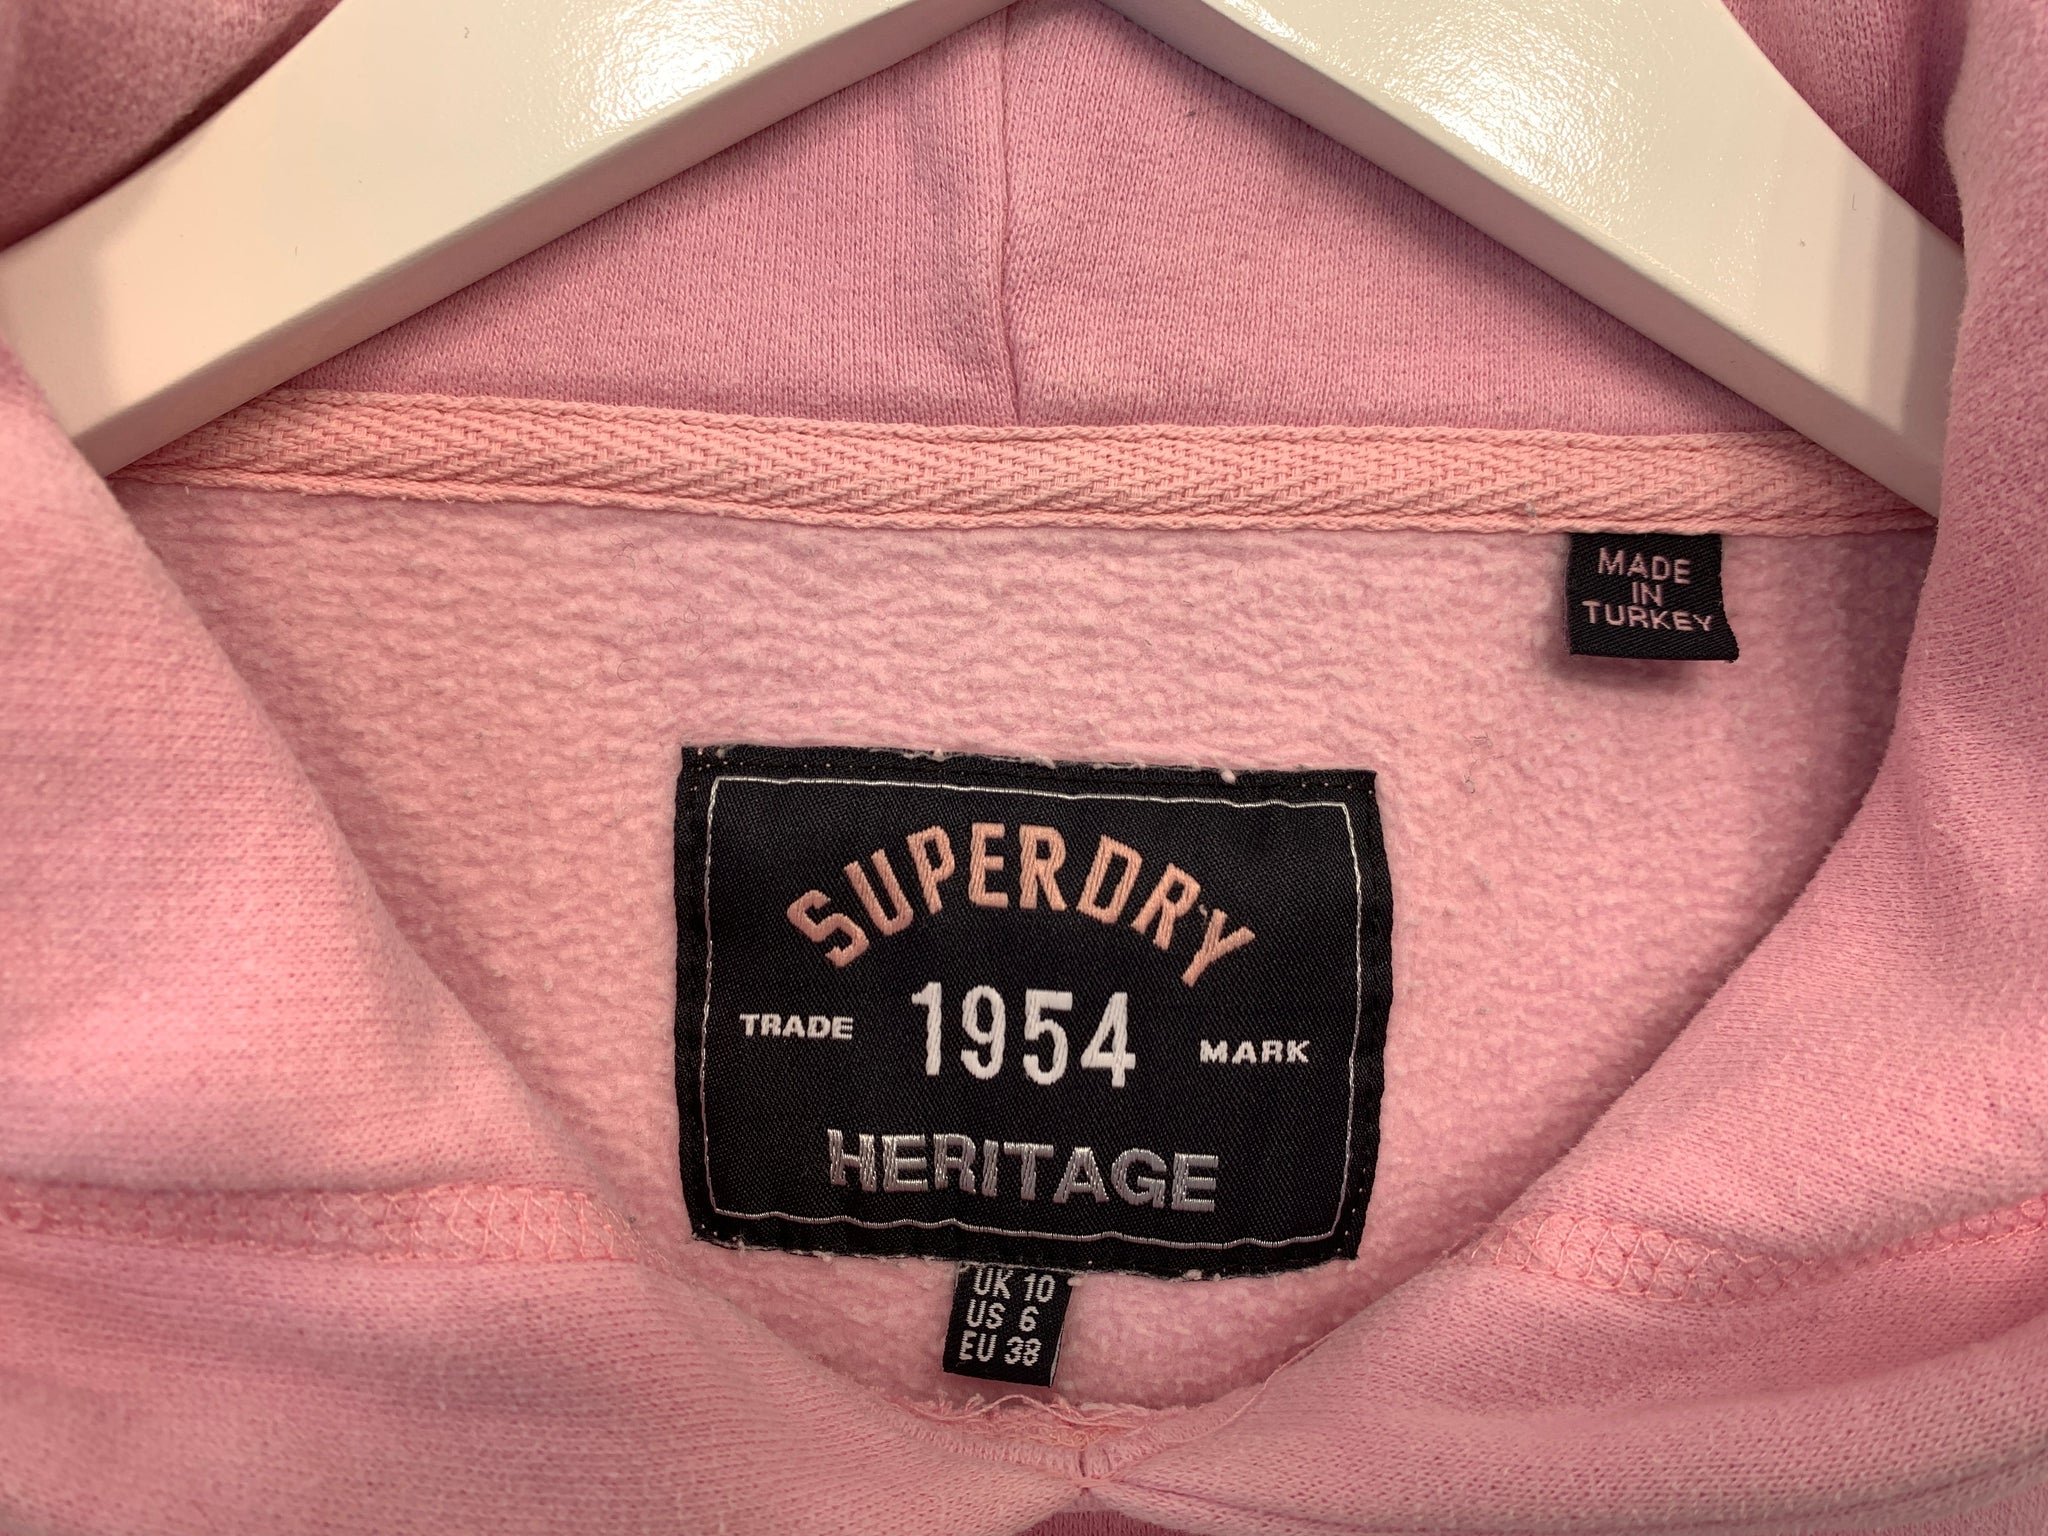 MADE
IN
TURKEY
SUPERDRY
TRADE 1954 MARK
HERITAGE
UK 10
US 6
EU 38